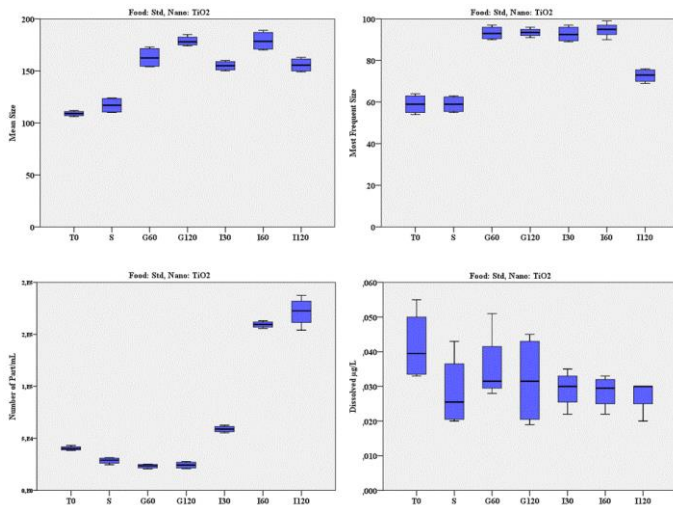 Food: Std, Nano: TiO2
Mean Size
200
150
100
50
0
T0 S G60 G120 I30 I60 I120
Food: Std, Nano: TiO2
Most Frequent Size
100
80
60
40
20
0
T0 S G60 G120 I30 I60 I120
Food: Std, Nano: TiO2
Number of Part/mL
T0 S G60 G120 I30 I60 I120
Food: Std, Nano: TiO2
Dissolved µg/L
,060
,050
,040
,030
,020
,010
,000
T0 S G60 G120 I30 I60 I120